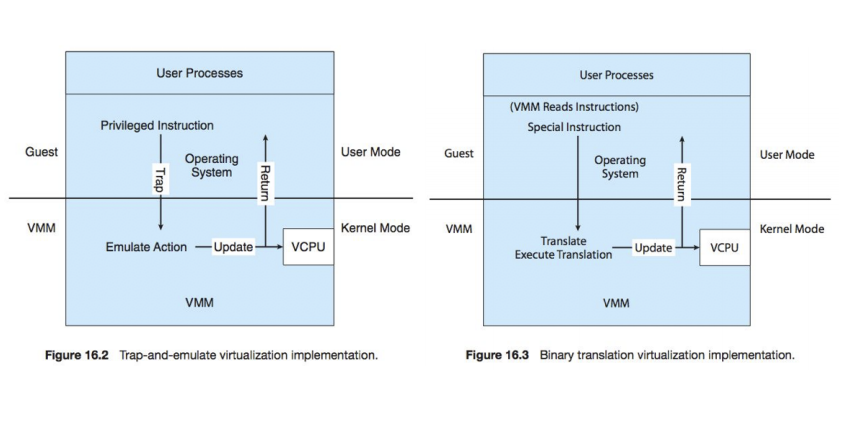 User Processes
Privileged Instruction
Guest
Operating
System
User Mode
Trap
Return
VMM
Kernel Mode
Emulate Action
Update
VCPU
VMM
Figure 16.2 Trap-and-emulate virtualization implementation.
User Processes
(VMM Reads Instructions)
Special Instruction
Guest
Operating
System
User Mode
Return
VMM
Kernel Mode
Translate
Execute Translation
Update
VCPU
VMM
Figure 16.3 Binary translation virtualization implementation.